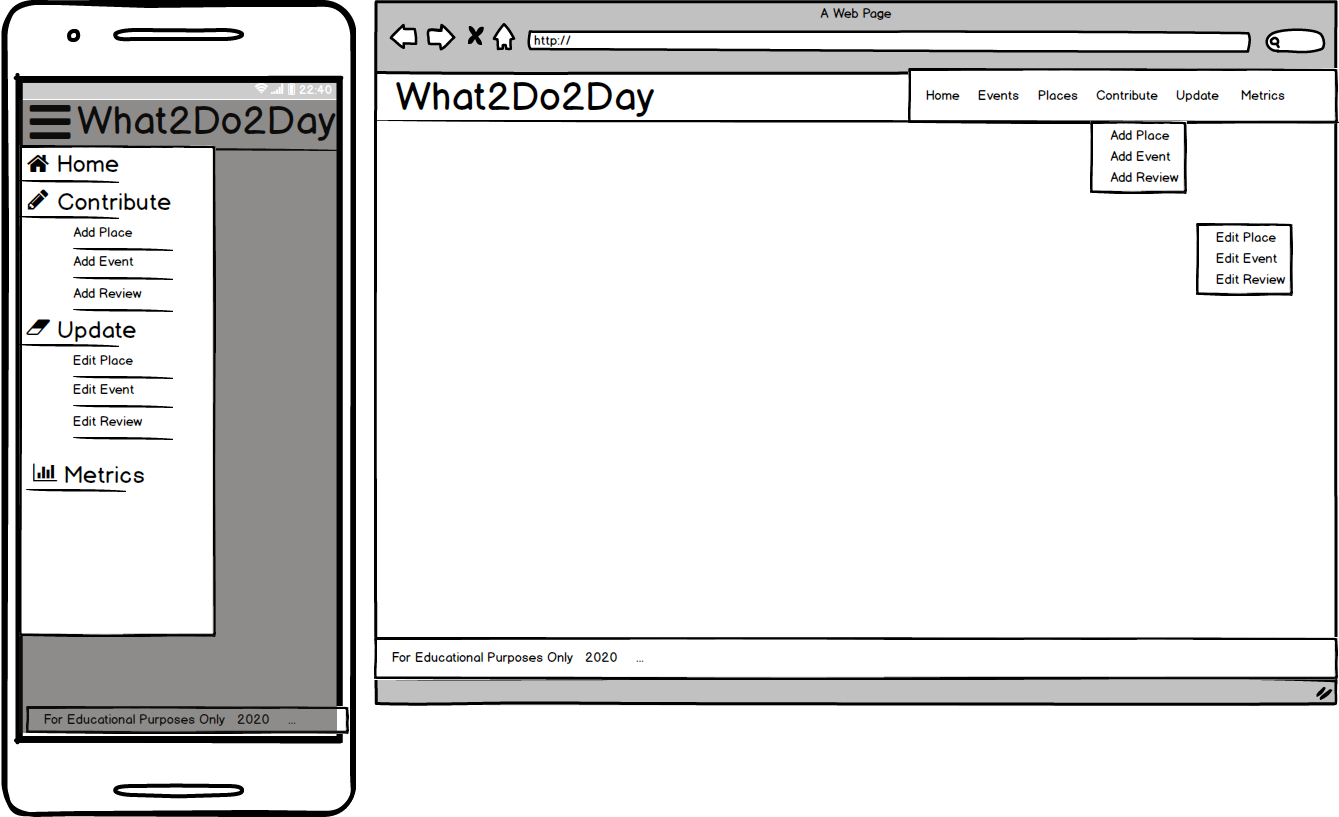 22:40
What2Do2Day
Home
Contribute
Add Place
Add Event
Add Review
Update
Edit Place
Edit Event
Edit Review
Metrics
For Educational Purposes Only 2020 ...
A Web Page
http://
What2Do2Day
Home Events Places Contribute Update Metrics
Add Place
Add Event
Add Review
Edit Place
Edit Event
Edit Review
For Educational Purposes Only 2020 ...